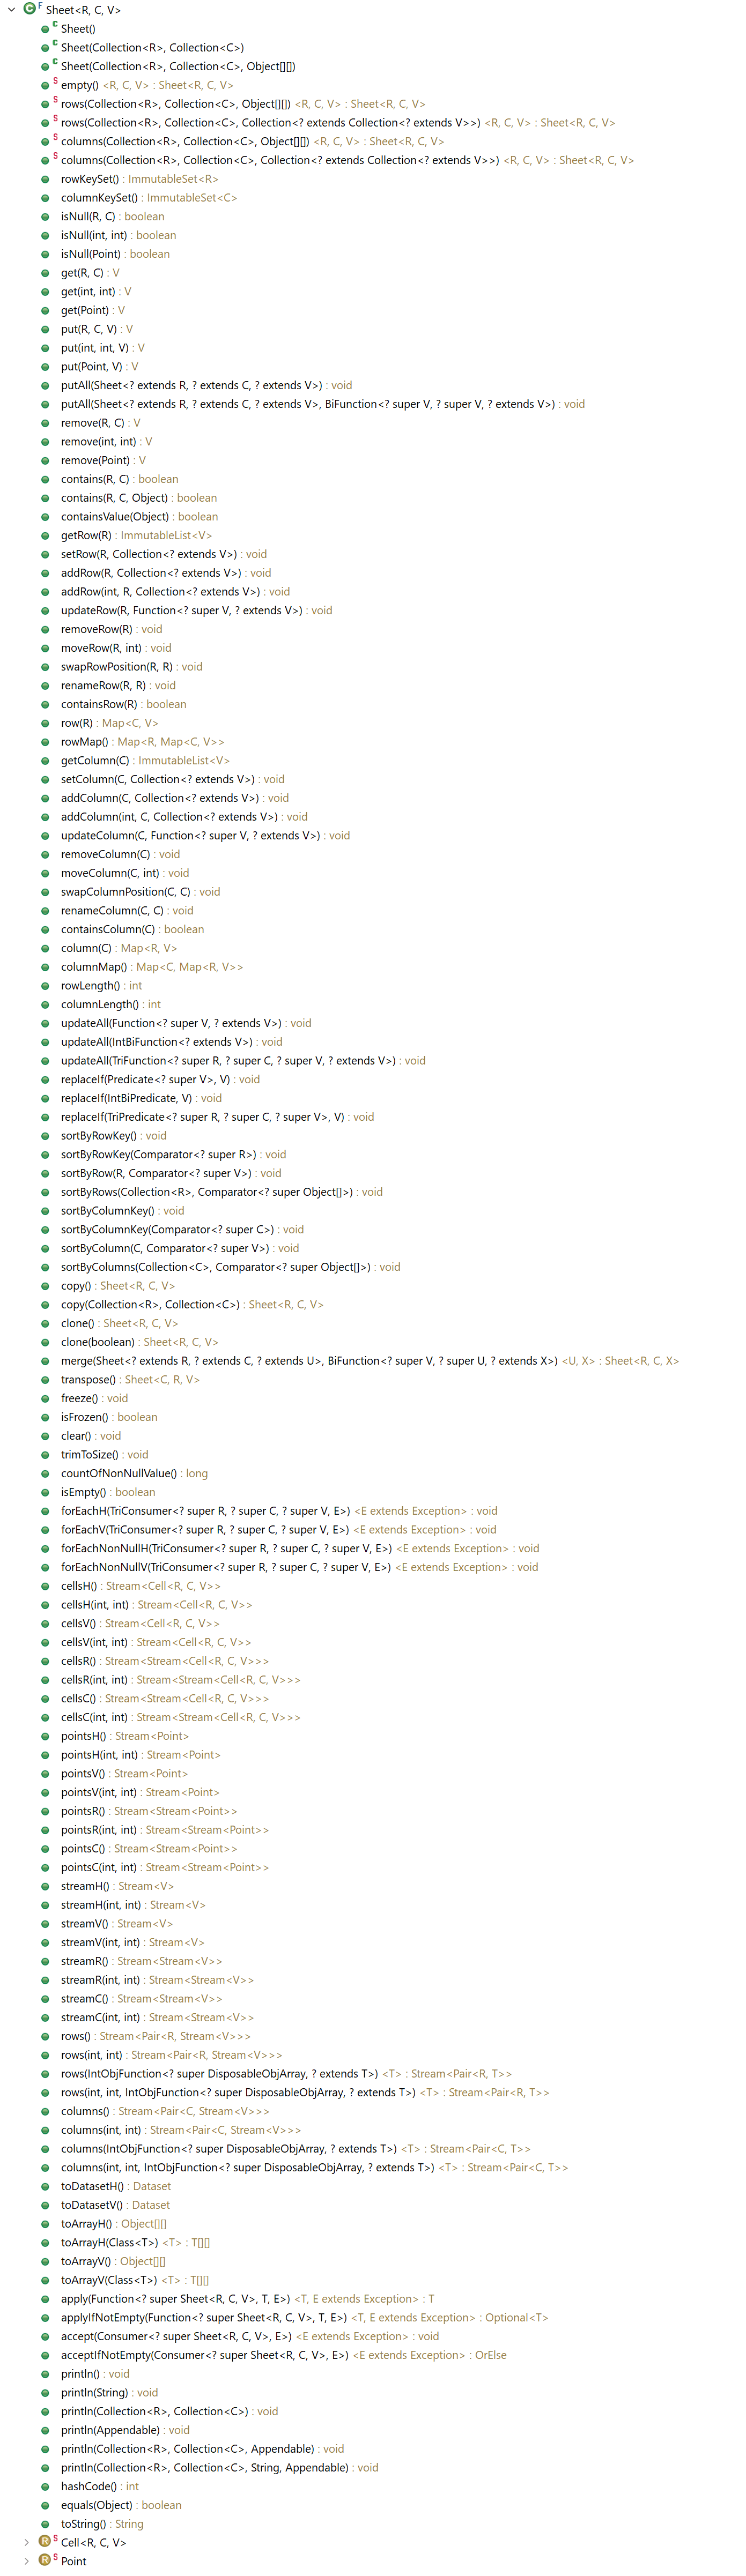 Sheet<R, C, V>
Sheet()
Sheet(Collection<R>, Collection<C>)
Sheet(Collection<R>, Collection<C>, Object[][])
empty() <R, C, V> : Sheet<R, C, V>
rows(Collection<R>, Collection<C>, Object[][]) <R, C, V> : Sheet<R, C, V>
rows(Collection<R>, Collection<C>, Collection<? extends Collection<? extends V>>) <R, C, V> : Sheet<R, C, V>
columns(Collection<R>, Collection<C>, Object[][]) <R, C, V> : Sheet<R, C, V>
columns(Collection<R>, Collection<C>, Collection<? extends Collection<? extends V>>) <R, C, V> : Sheet<R, C, V>
rowKeySet() : ImmutableSet<R>
columnKeySet() : ImmutableSet<C>
isNull(R, C) : boolean
isNull(int, int) : boolean
isNull(Point) : boolean
get(R, C) : V
get(int, int) : V
get(Point) : V
put(R, C, V) : V
put(int, int, V) : V
put(Point, V) : V
putAll(Sheet<? extends R, ? extends C, ? extends V>) : void
putAll(Sheet<? extends R, ? extends C, ? extends V>, BiFunction<? super V, ? super V, ? extends V>) : void
remove(R, C) : V
remove(int, int) : V
remove(Point) : V
contains(R, C) : boolean
contains(R, C, Object) : boolean
containsValue(Object) : boolean
getRow(R) : ImmutableList<V>
setRow(R, Collection<? extends V>) : void
addRow(R, Collection<? extends V>) : void
addRow(int, R, Collection<? extends V>) : void
updateRow(R, Function<? super V, ? extends V>) : void
removeRow(R) : void
moveRow(R, int) : void
swapRowPosition(R, R) : void
renameRow(R, R) : void
containsRow(R) : boolean
row(R) : Map<C, V>
rowMap() : Map<R, Map<C, V>>
getColumn(C) : ImmutableList<V>
setColumn(C, Collection<? extends V>) : void
addColumn(C, Collection<? extends V>) : void
addColumn(int, C, Collection<? extends V>) : void
updateColumn(C, Function<? super V, ? extends V>) : void
removeColumn(C) : void
moveColumn(C, int) : void
swapColumnPosition(C, C) : void
renameColumn(C, C) : void
containsColumn(C) : boolean
column(C) : Map<R, V>
columnMap() : Map<C, Map<R, V>>
rowLength() : int
columnLength() : int
updateAll(Function<? super V, ? extends V>) : void
updateAll(IntBiFunction<? extends V>) : void
updateAll(TriFunction<? super R, ? super C, ? super V, ? extends V>) : void
replaceIf(Predicate<? super V>, V) : void
replaceIf(IntBiPredicate, V) : void
replaceIf(TriPredicate<? super R, ? super C, ? super V>, V) : void
sortByRowKey() : void
sortByRowKey(Comparator<? super R>) : void
sortByRow(R, Comparator<? super V>) : void
sortByRows(Collection<R>, Comparator<? super Object[]>) : void
sortByColumnKey() : void
sortByColumnKey(Comparator<? super C>) : void
sortByColumn(C, Comparator<? super V>) : void
sortByColumns(Collection<C>, Comparator<? super Object[]>) : void
copy() : Sheet<R, C, V>
copy(Collection<R>, Collection<C>) : Sheet<R, C, V>
clone() : Sheet<R, C, V>
clone(boolean) : Sheet<R, C, V>
merge(Sheet<? extends R, ? extends C, ? extends U>, BiFunction<? super V, ? super U, ? extends X>) <U, X> : Sheet<R, C, X>
transpose() : Sheet<C, R, V>
freeze() : void
isFrozen() : boolean
clear() : void
trimToSize() : void
countOfNonNullValue() : long
isEmpty() : boolean
forEachH(TriConsumer<? super R, ? super C, ? super V, E>) <E extends Exception> : void
forEachV(TriConsumer<? super R, ? super C, ? super V, E>) <E extends Exception> : void
forEachNonNullH(TriConsumer<? super R, ? super C, ? super V, E>) <E extends Exception> : void
forEachNonNullV(TriConsumer<? super R, ? super C, ? super V, E>) <E extends Exception> : void
cellsH() : Stream<Cell<R, C, V>>
cellsH(int, int) : Stream<Cell<R, C, V>>
cellsV() : Stream<Cell<R, C, V>>
cellsV(int, int) : Stream<Cell<R, C, V>>
cellsR() : Stream<Stream<Cell<R, C, V>>>
cellsR(int, int) : Stream<Stream<Cell<R, C, V>>>
cellsC() : Stream<Stream<Cell<R, C, V>>>
cellsC(int, int) : Stream<Stream<Cell<R, C, V>>>
pointsH() : Stream<Point>
pointsH(int, int) : Stream<Point>
pointsV() : Stream<Point>
pointsV(int, int) : Stream<Point>
pointsR() : Stream<Stream<Point>>
pointsR(int, int) : Stream<Stream<Point>>
pointsC() : Stream<Stream<Point>>
pointsC(int, int) : Stream<Stream<Point>>
streamH() : Stream<V>
streamH(int, int) : Stream<V>
streamV() : Stream<V>
streamV(int, int) : Stream<V>
streamR() : Stream<Stream<V>>
streamR(int, int) : Stream<Stream<V>>
streamC() : Stream<Stream<V>>
streamC(int, int) : Stream<Stream<V>>
rows() : Stream<Pair<R, Stream<V>>>
rows(int, int) : Stream<Pair<R, Stream<V>>>
rows(IntObjFunction<? super DisposableObjArray, ? extends T>) <T> : Stream<Pair<R, T>>
rows(int, int, IntObjFunction<? super DisposableObjArray, ? extends T>) <T> : Stream<Pair<R, T>>
columns() : Stream<Pair<C, Stream<V>>>
columns(int, int) : Stream<Pair<C, Stream<V>>>
columns(IntObjFunction<? super DisposableObjArray, ? extends T>) <T> : Stream<Pair<C, T>>
columns(int, int, IntObjFunction<? super DisposableObjArray, ? extends T>) <T> : Stream<Pair<C, T>>
toDatasetH() : Dataset
toDatasetV() : Dataset
toArrayH() : Object[][]
toArrayH(Class<T>) <T> : T[][]
toArrayV() : Object[][]
toArrayV(Class<T>) <T> : T[][]
apply(Function<? super Sheet<R, C, V>, T, E>) <T, E extends Exception> : T
applyIfNotEmpty(Function<? super Sheet<R, C, V>, T, E>) <T, E extends Exception> : Optional<T>
accept(Consumer<? super Sheet<R, C, V>, E>) <E extends Exception> : void
acceptIfNotEmpty(Consumer<? super Sheet<R, C, V>, E>) <E extends Exception> : OrElse
println() : void
println(String) : void
println(Collection<R>, Collection<C>) : void
println(Appendable) : void
println(Collection<R>, Collection<C>, Appendable) : void
println(Collection<R>, Collection<C>, String, Appendable) : void
hashCode() : int
equals(Object) : boolean
toString() : String
Cell<R, C, V>
Point